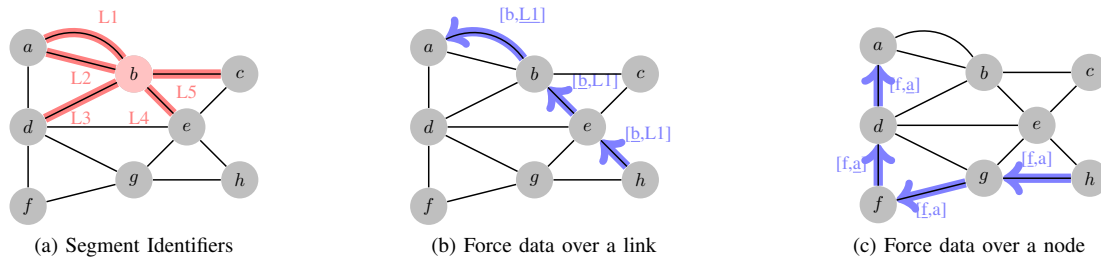 L1
a
b
c
L2
L5
L3
L4
d
e
g
h
f
(a) Segment Identifiers
[b,L1]
a
b
c
[b,L1]
d
e
[b,L1]
g
h
f
(b) Force data over a link
a
b
c
[f,a]
d
e
[f,a]
[f,a]
g
h
f
[f,a]
(c) Force data over a node